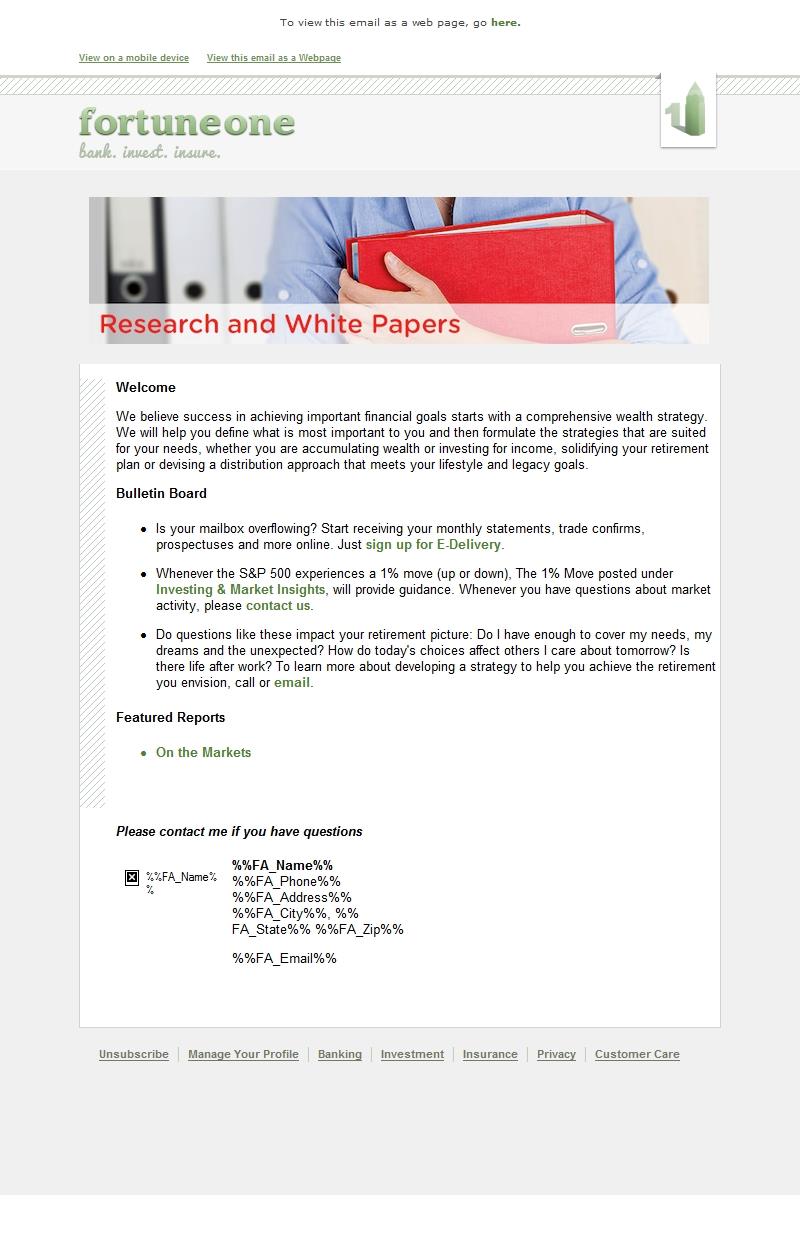 To view this email as a web page, go here.
View on a mobile device View this email as a Webpage
fortuneone
bank. invest. insure.
1
Research and White Papers
Welcome
We believe success in achieving important financial goals starts with a comprehensive wealth strategy.
We will help you define what is most important to you and then formulate the strategies that are suited
for your needs, whether you are accumulating wealth or investing for income, solidifying your retirement
plan or devising a distribution approach that meets your lifestyle and legacy goals.
Bulletin Board
• Is your mailbox overflowing? Start receiving your monthly statements, trade confirms,
prospectuses and more online. Just sign up for E-Delivery.
• Whenever the S&P 500 experiences a 1% move (up or down), The 1% Move posted under
Investing & Market Insights, will provide guidance. Whenever you have questions about market
activity, please contact us.
• Do questions like these impact your retirement picture: Do I have enough to cover my needs, my
dreams and the unexpected? How do today's choices affect others I care about tomorrow? Is
there life after work? To learn more about developing a strategy to help you achieve the retirement
you envision, call or email.
Featured Reports
• On the Markets
Please contact me if you have questions
%%FA_Name%
%
%%FA_Name%%
%%FA_Phone%%
%%FA_Address%%
%%FA_City%%, %%
FA_State%% %%FA_Zip%%
%%FA_Email%%
Unsubscribe Manage Your Profile Banking Investment Insurance Privacy Customer Care